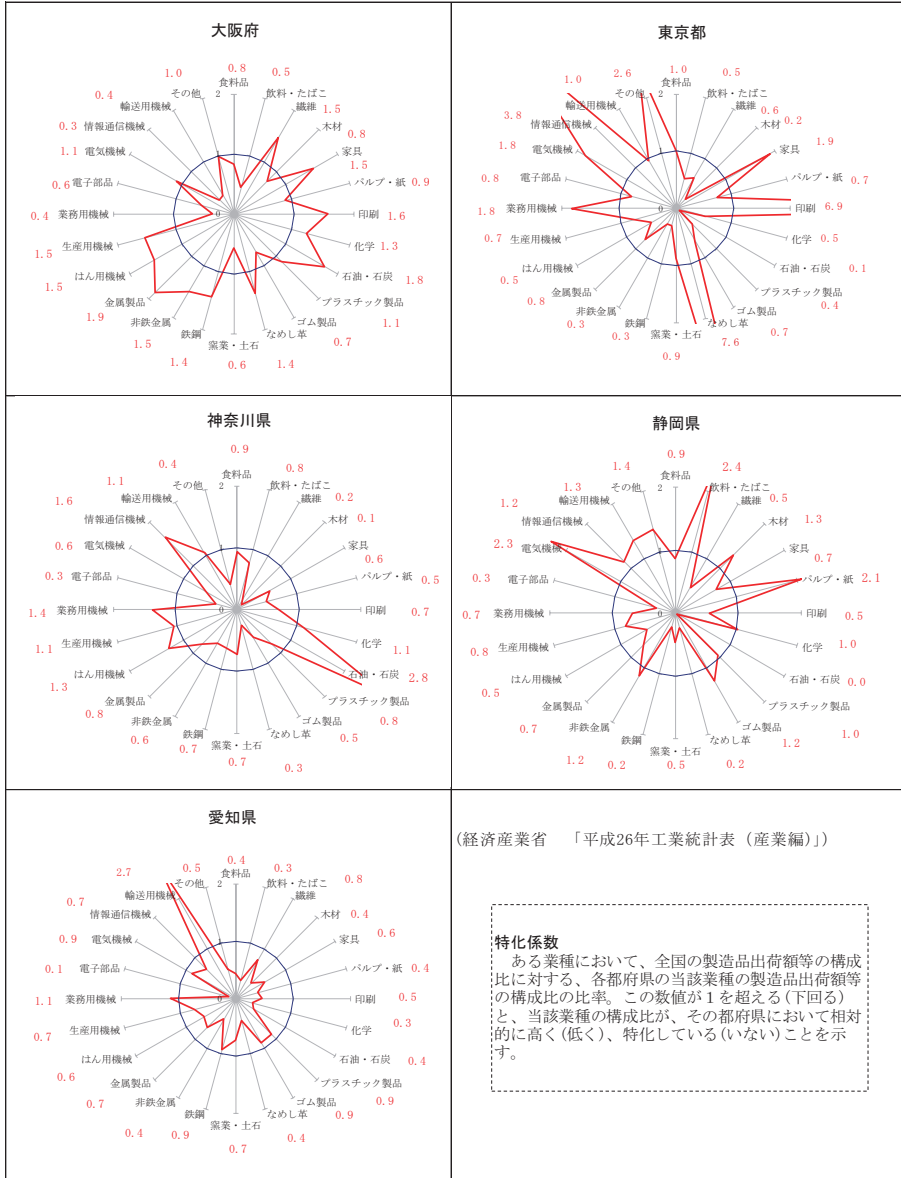 大阪府
0.8
食料品
0.5
飲料・たばこ
繊維
1.5
木材
0.8
家具
1.5
パルプ・紙
0.9
印刷
1.6
化学
1.3
石油・石炭
1.8
プラスチック製品
1.1
ゴム製品
0.7
なめし革
1.4
窯業・土石
0.6
鉄鋼
1.4
非鉄金属
1.5
金属製品
1.9
はん用機械
1.5
生産用機械
1.5
業務用機械
0.4
電子部品
0.6
電気機械
1.1
情報通信機械
0.3
輸送用機械
0.4
その他
1.0
2
1
0
東京都
1.0
食料品
0.5
飲料・たばこ
繊維
0.6
木材
0.2
家具
1.9
パルプ・紙
0.7
印刷
6.9
化学
0.5
石油・石炭
0.1
プラスチック製品
0.4
ゴム製品
0.7
なめし革
7.6
窯業・土石
0.9
鉄鋼
0.3
非鉄金属
0.3
金属製品
0.8
はん用機械
0.5
生産用機械
0.7
業務用機械
1.8
電子部品
0.8
電気機械
1.8
情報通信機械
3.8
輸送用機械
1.0
その他
2.6
2
1
0
神奈川県
0.9
食料品
0.8
飲料・たばこ
繊維
0.2
木材
0.1
家具
0.6
パルプ・紙
0.5
印刷
0.7
化学
1.1
石油・石炭
2.8
プラスチック製品
0.8
ゴム製品
0.5
なめし革
0.3
窯業・土石
0.7
鉄鋼
0.7
非鉄金属
0.6
金属製品
0.8
はん用機械
1.3
生産用機械
1.1
業務用機械
1.4
電子部品
0.3
電気機械
0.6
情報通信機械
1.6
輸送用機械
1.1
その他
0.4
2
1
0
静岡県
0.9
食料品
2.4
飲料・たばこ
繊維
0.5
木材
1.3
家具
0.7
パルプ・紙
2.1
印刷
0.5
化学
1.0
石油・石炭
0.0
プラスチック製品
1.0
ゴム製品
1.2
なめし革
0.2
窯業・土石
0.5
鉄鋼
0.2
非鉄金属
1.2
金属製品
0.7
はん用機械
0.5
生産用機械
0.8
業務用機械
0.7
電子部品
0.3
電気機械
2.3
情報通信機械
1.2
輸送用機械
1.3
その他
1.4
2
1
0
愛知県
0.4
食料品
0.3
飲料・たばこ
繊維
0.8
木材
0.4
家具
0.6
パルプ・紙
0.4
印刷
0.5
化学
0.3
石油・石炭
0.4
プラスチック製品
0.9
ゴム製品
0.9
なめし革
0.4
窯業・土石
0.7
鉄鋼
0.9
非鉄金属
0.4
金属製品
0.7
はん用機械
0.6
生産用機械
0.7
業務用機械
1.1
電子部品
0.1
電気機械
0.9
情報通信機械
0.7
輸送用機械
2.7
その他
0.5
2
1
0
(経済産業省 「平成26年工業統計表(産業編)」)
特化係数
ある業種において、全国の製造品出荷額等の構成
比に対する、各都府県の当該業種の製造品出荷額等
の構成比の比率。この数値が1を超える(下回る)
と、当該業種の構成比が、その都府県において相対
的に高く(低く)、特化している(いない)ことを示
す。